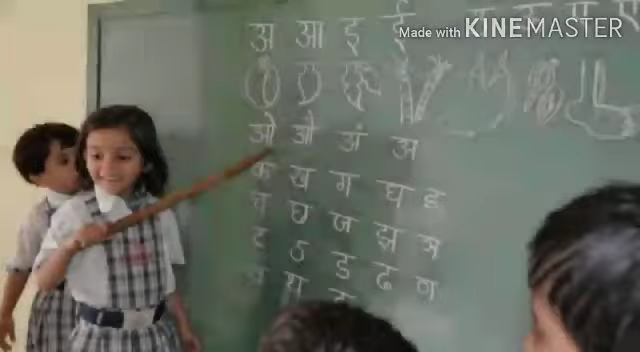 Made with KINEMASTER
अ आ इ ई
ओ औ अं अ
क ख ग घ ड
छ ज झ ञ
ट ठ ड ढ ण
थ